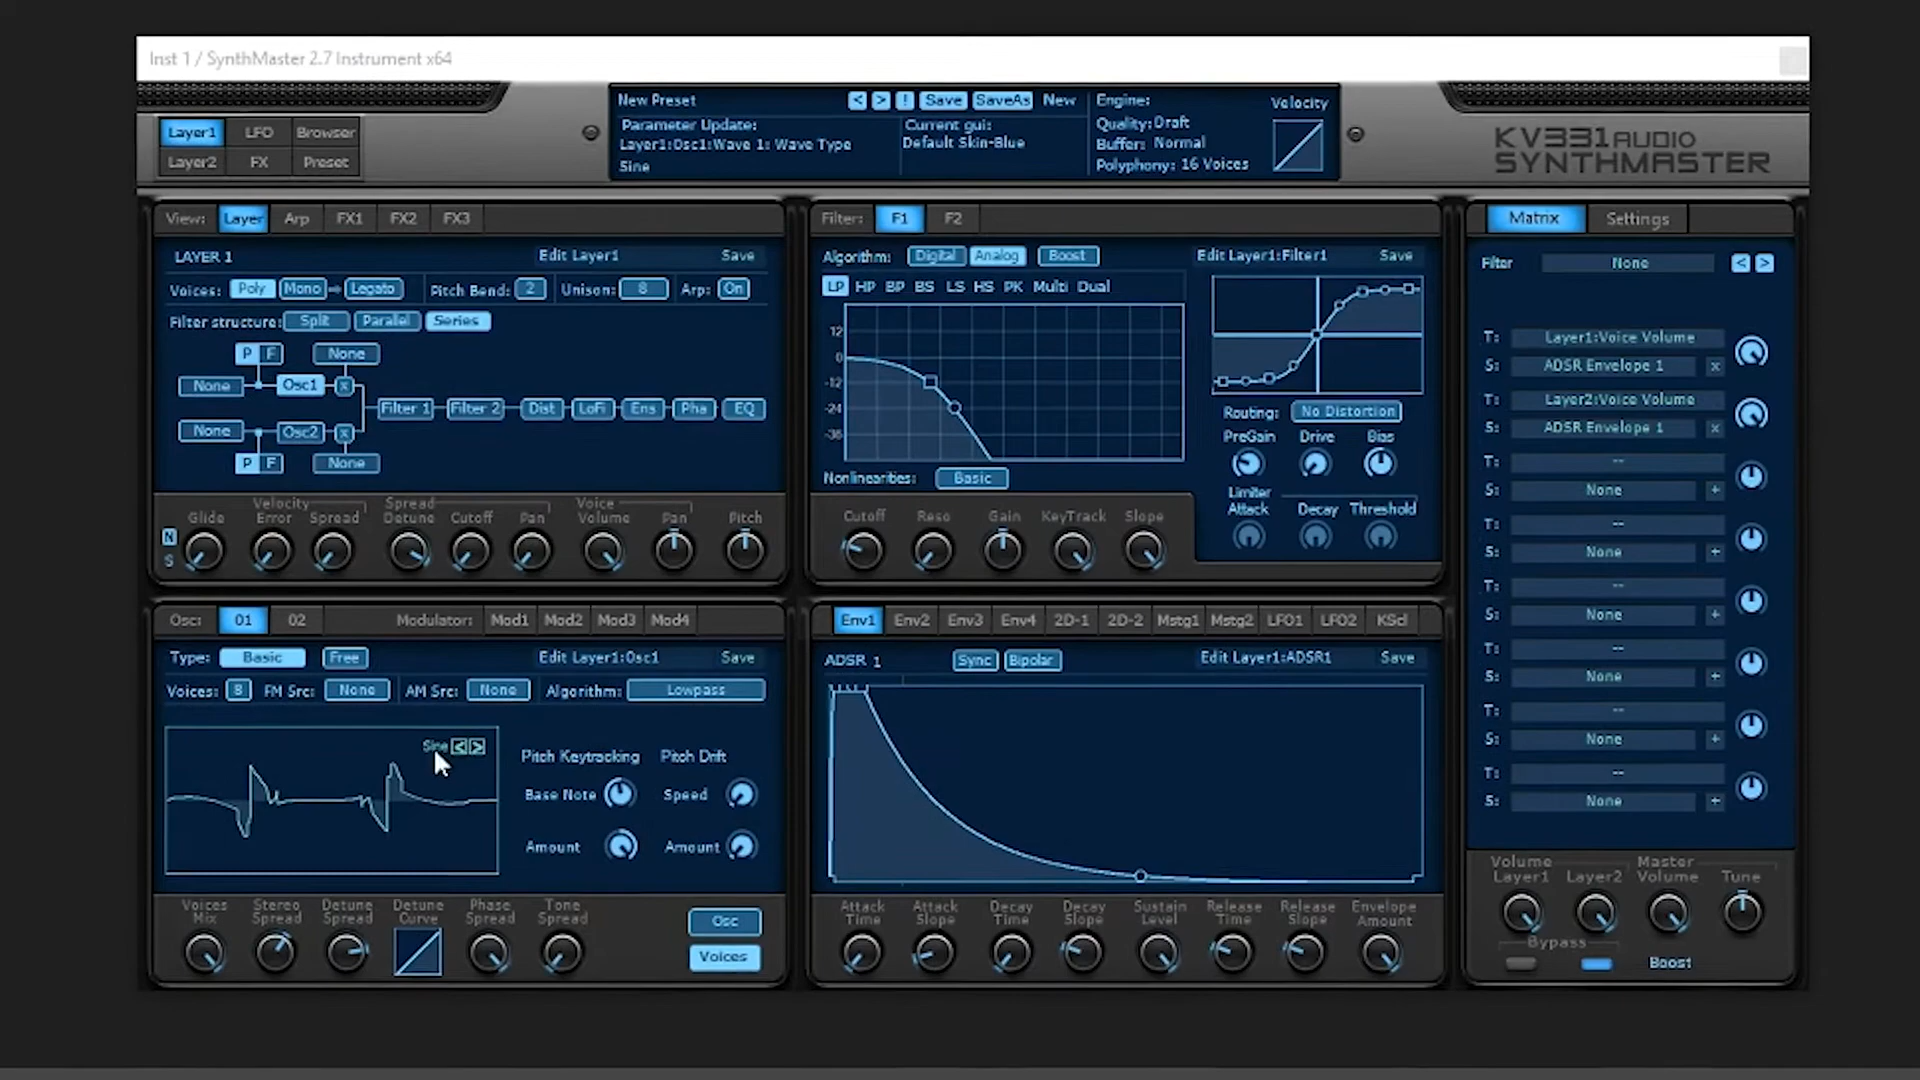 Inst 1 / SynthMaster 2.7 Instrument x64
New Preset < > ! Save SaveAs New
Engine:
Velocity
Parameter Update:
Layer1:Osc1:Wave 1: Wave Type
Sine
Current gui:
Default Skin-Blue
Quality: Draft
Buffer: Normal
Polyphony: 16 Voices
Layer1 LFO Browser
Layer2 FX Preset
KV331 AUDIO
SYNTHMASTER
View: Layer Arp FX1 FX2 FX3
LAYER 1 Edit Layer1 Save
Voices: Poly Mono Legato Pitch Bend: 2 Unison: 8 Arp: On
Filter structure: Split Parallel Series
P F None
None Osc1 x
Filter 1 Filter 2 Dist LoFi Ens Pha EQ
None Osc2 x
P F None
Velocity Spread Voice
Glide Error Spread Detune Cutoff Pan Volume Pan Pitch
N
S
Filter: F1 F2
Algorithm: Digital Analog Boost Edit Layer1:Filter1 Save
LP HP BP BS LS HS PK Multi Dual
12
0
-12
-24
-36
Nonlinearities: Basic
Routing: No Distortion
PreGain Drive Bias
Limiter
Attack Decay Threshold
Cutoff Reso Gain KeyTrack Slope
Matrix Settings
Filter None < >
T: Layer1:Voice Volume
S: ADSR Envelope 1 x
T: Layer2:Voice Volume
S: ADSR Envelope 1 x
T: --
S: None +
T: --
S: None +
T: --
S: None +
T: --
S: None +
T: --
S: None +
T: --
S: None +
Volume Master
Layer1 Layer2 Volume Tune
Bypass
Boost
Osc: 01 02 Modulator: Mod1 Mod2 Mod3 Mod4
Type: Basic Free Edit Layer1:Osc1 Save
Voices: 8 FM Src: None AM Src: None Algorithm: Lowpass
Sine < >
Pitch Keytracking Pitch Drift
Base Note Speed
Amount Amount
Voices Mix Stereo Spread Detune Spread Detune Curve Phase Spread Tone Spread
Osc
Voices
Env1 Env2 Env3 Env4 2D-1 2D-2 Mstg1 Mstg2 LFO1 LFO2 KScl
ADSR 1 Sync Bipolar Edit Layer1:ADSR1 Save
Attack Time Attack Slope Decay Time Decay Slope Sustain Level Release Time Release Slope Envelope Amount